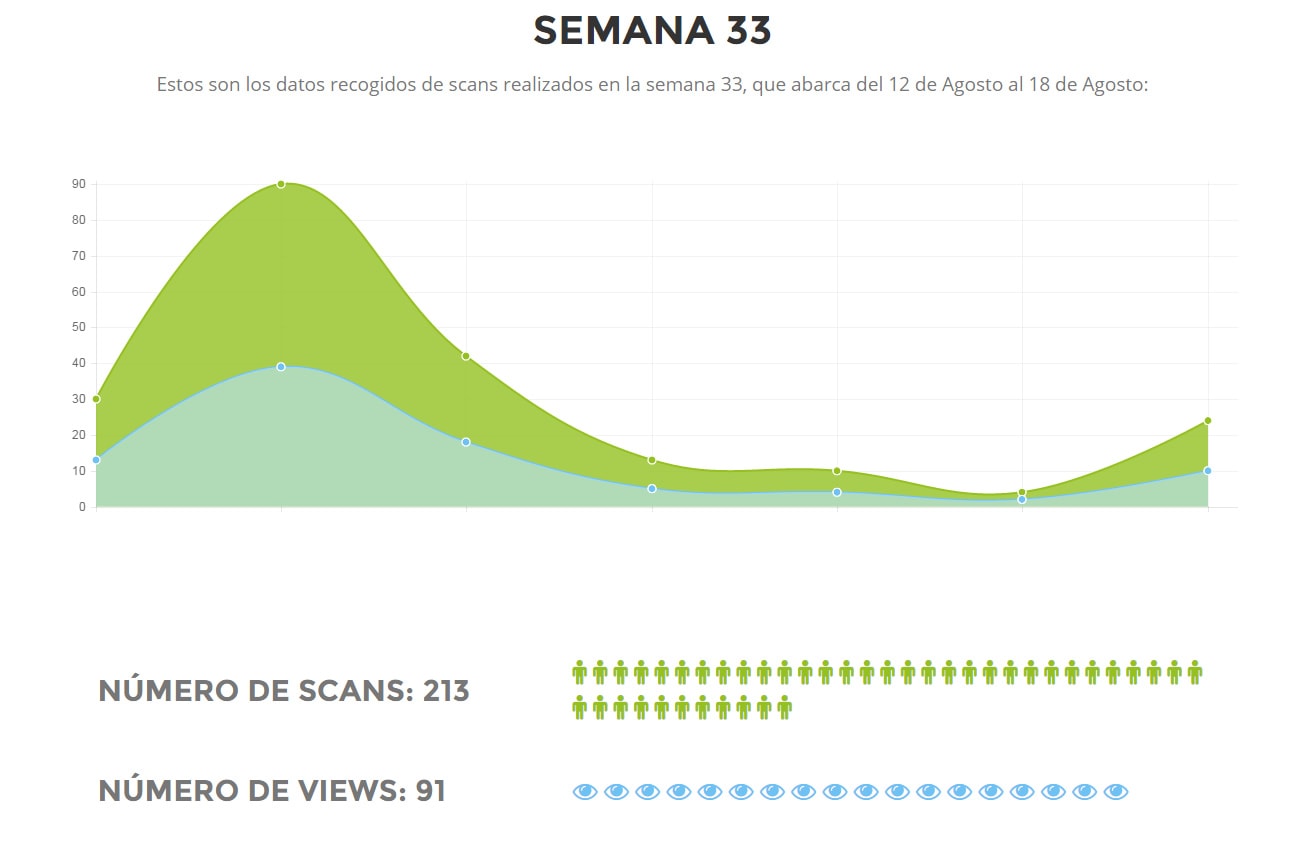 SEMANA 33
Estos son los datos recogidos de scans realizados en la semana 33, que abarca del 12 de Agosto al 18 de Agosto:
90
80
70
60
50
40
30
20
10
0
NÚMERO DE SCANS: 213
NÚMERO DE VIEWS: 91